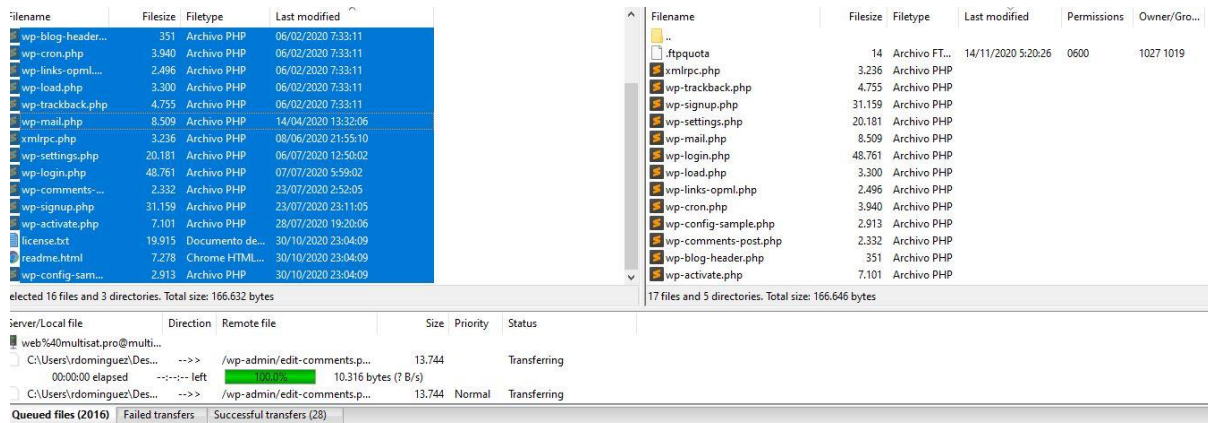 Filename Filesize Filetype Last modified
wp-blog-header... 351 Archivo PHP 06/02/2020 7:33:11
wp-cron.php 3.940 Archivo PHP 06/02/2020 7:33:11
wp-links-opml.... 2.496 Archivo PHP 06/02/2020 7:33:11
wp-load.php 3.300 Archivo PHP 06/02/2020 7:33:11
wp-trackback.php 4.755 Archivo PHP 06/02/2020 7:33:11
wp-mail.php 8.509 Archivo PHP 14/04/2020 13:32:06
xmlrpc.php 3.236 Archivo PHP 08/06/2020 21:55:10
wp-settings.php 20.181 Archivo PHP 06/07/2020 12:50:02
wp-login.php 48.761 Archivo PHP 07/07/2020 5:59:02
wp-comments-... 2.332 Archivo PHP 23/07/2020 2:52:05
wp-signup.php 31.159 Archivo PHP 23/07/2020 23:11:05
wp-activate.php 7.101 Archivo PHP 28/07/2020 19:20:06
license.txt 19.915 Documento de... 30/10/2020 23:04:09
readme.html 7.278 Chrome HTML... 30/10/2020 23:04:09
wp-config-sam... 2.913 Archivo PHP 30/10/2020 23:04:09
elected 16 files and 3 directories. Total size: 166.632 bytes
Filename Filesize Filetype Last modified Permissions Owner/Gro...
..
.ftpquota 14 Archivo FT... 14/11/2020 5:20:26 0600 1027 1019
xmlrpc.php 3.236 Archivo PHP
wp-trackback.php 4.755 Archivo PHP
wp-signup.php 31.159 Archivo PHP
wp-settings.php 20.181 Archivo PHP
wp-mail.php 8.509 Archivo PHP
wp-login.php 48.761 Archivo PHP
wp-load.php 3.300 Archivo PHP
wp-links-opml.php 2.496 Archivo PHP
wp-cron.php 3.940 Archivo PHP
wp-config-sample.php 2.913 Archivo PHP
wp-comments-post.php 2.332 Archivo PHP
wp-blog-header.php 351 Archivo PHP
wp-activate.php 7.101 Archivo PHP
17 files and 5 directories. Total size: 166.646 bytes
Server/Local file Direction Remote file Size Priority Status
web%40multisat.pro@multi...
C:\Users\rdominguez\Des... -->> /wp-admin/edit-comments.p... 13.744 Transferring
00:00:00 elapsed --:--:-- left 100.0% 10.316 bytes (? B/s)
C:\Users\rdominguez\Des... -->> /wp-admin/edit-comments.p... 13.744 Normal Transferring
Queued files (2016) Failed transfers Successful transfers (28)